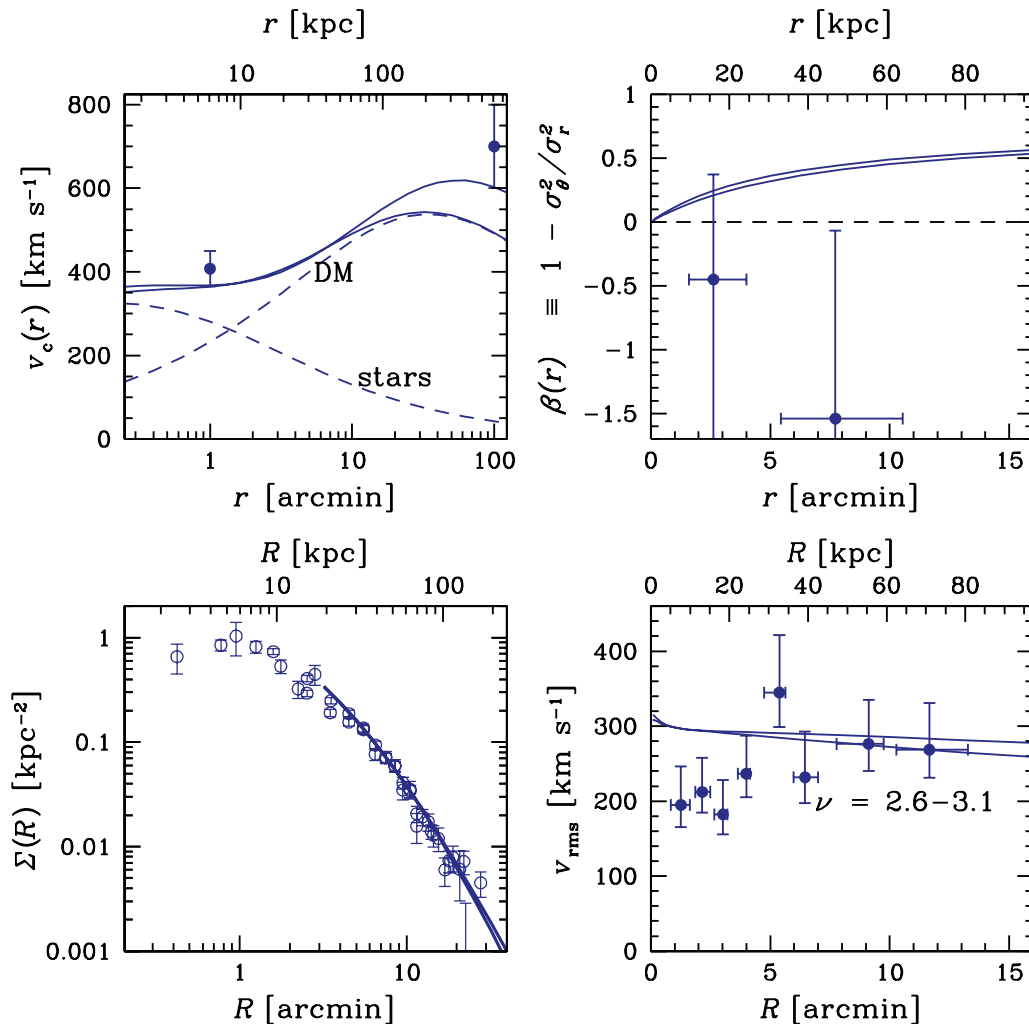 r [kpc]
10 100
800
600
400
200
0
v_c(r) [km s⁻¹]
DM
stars
1 10 100
r [arcmin]
r [kpc]
0 20 40 60 80
1
0.5
0
−0.5
−1
−1.5
β(r) ≡ 1 − σ_θ²/σ_r²
0 5 10 15
r [arcmin]
R [kpc]
10 100
1
0.1
0.01
0.001
Σ(R) [kpc⁻²]
1 10
R [arcmin]
R [kpc]
0 20 40 60 80
400
300
200
100
0
v_rms [km s⁻¹]
ν = 2.6−3.1
0 5 10 15
R [arcmin]